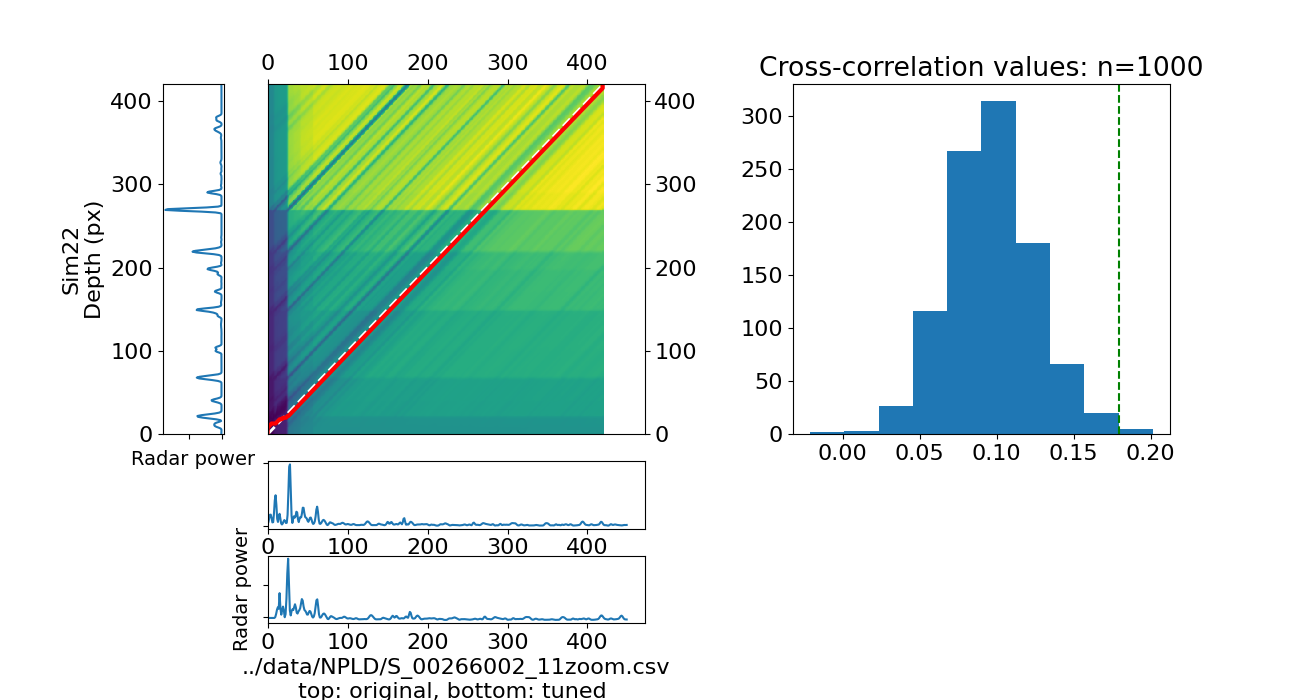 0 100 200 300 400
Cross-correlation values: n=1000
400
300
200
100
0
Sim22
Depth (px)
Radar power
400
300
200
100
0
300
250
200
150
100
50
0
0.00 0.05 0.10 0.15 0.20
0 100 200 300 400
Radar power
0 100 200 300 400
../data/NPLD/S_00266002_11zoom.csv
top: original, bottom: tuned